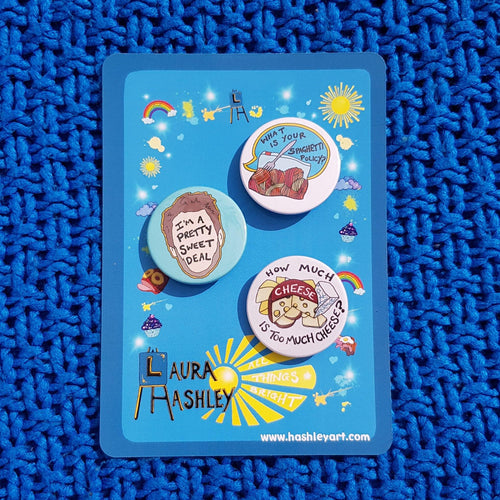 L
H
WHAT
IS YOUR
SPAGHETTI
POLICY?
I'M A
PRETTY
SWEET
DEAL
HOW MUCH
CHEESE
IS TOO MUCH CHEESE?
LAURA
HASHLEY
ALL
THINGS
BRIGHT
www.hashleyart.com